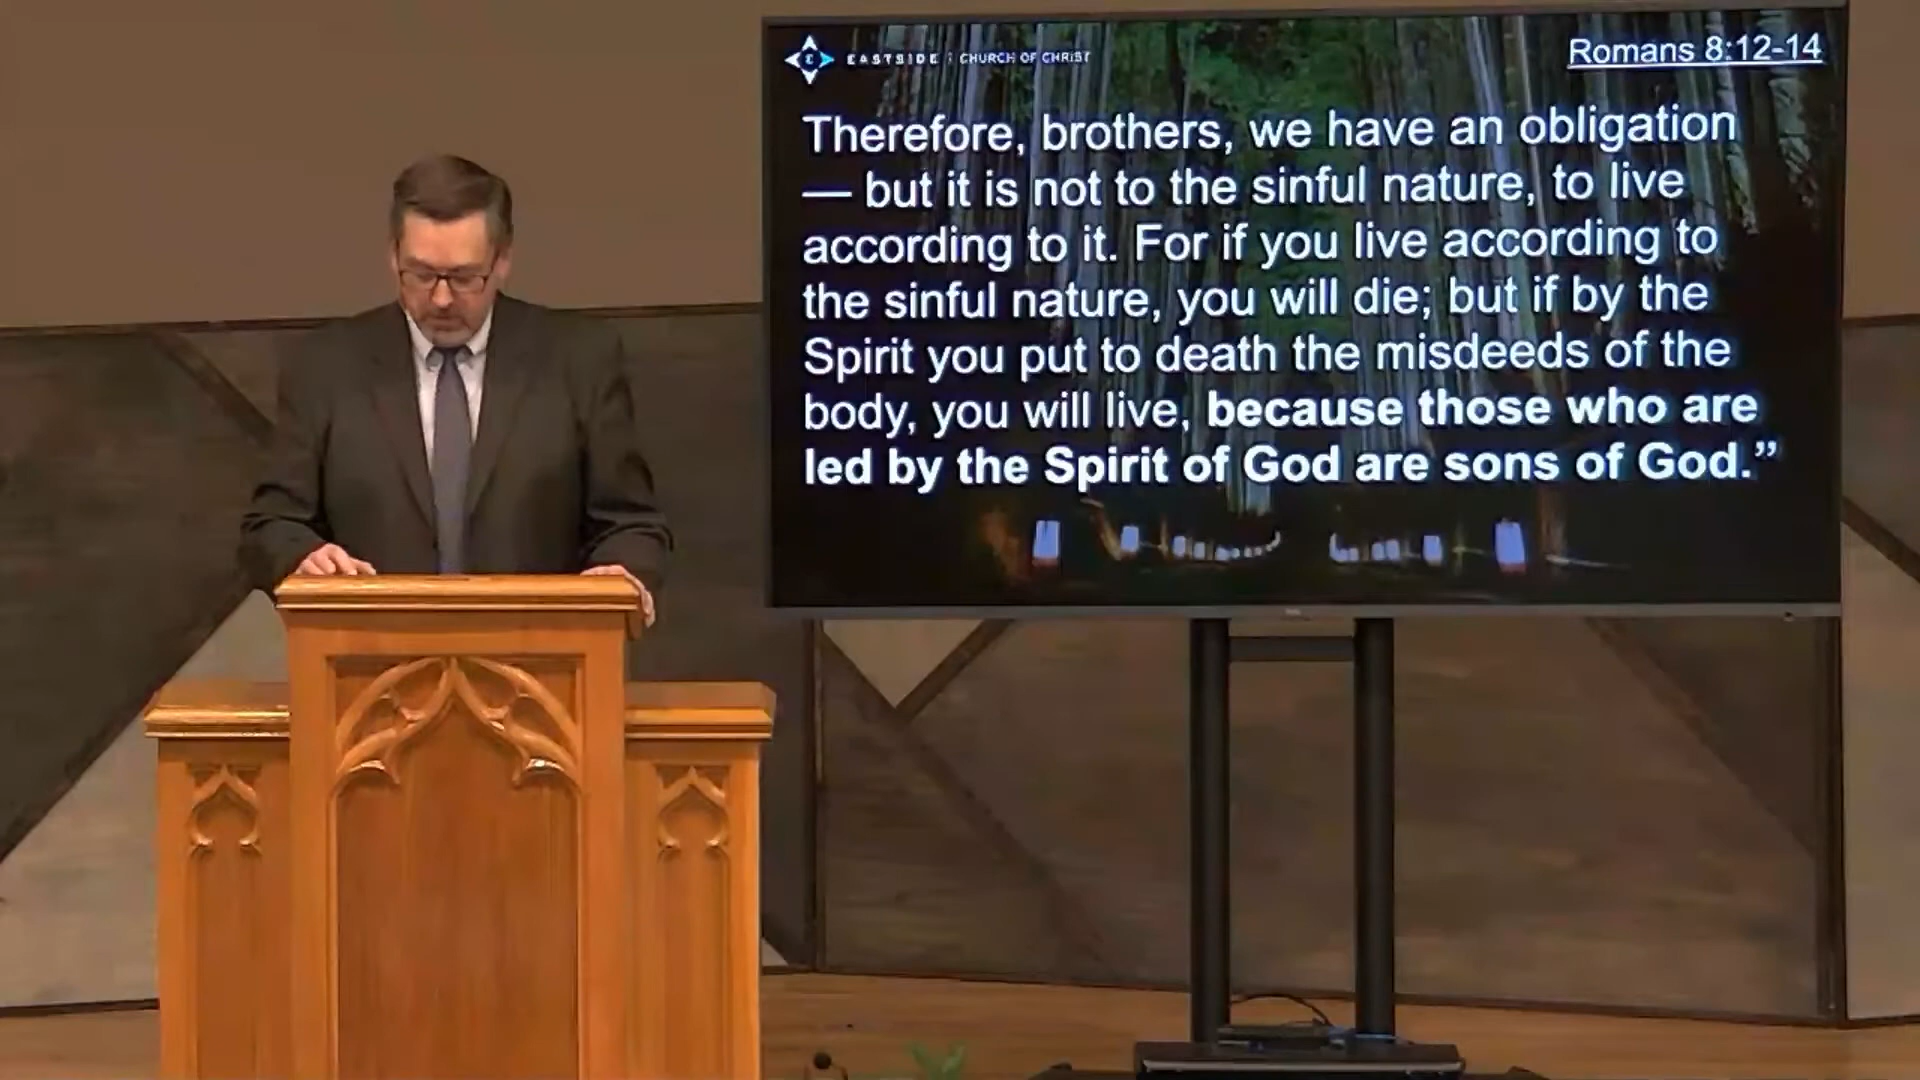 EASTSIDE | CHURCH OF CHRIST
Romans 8:12-14
Therefore, brothers, we have an obligation
— but it is not to the sinful nature, to live
according to it. For if you live according to
the sinful nature, you will die; but if by the
Spirit you put to death the misdeeds of the
body, you will live, because those who are
led by the Spirit of God are sons of God.”